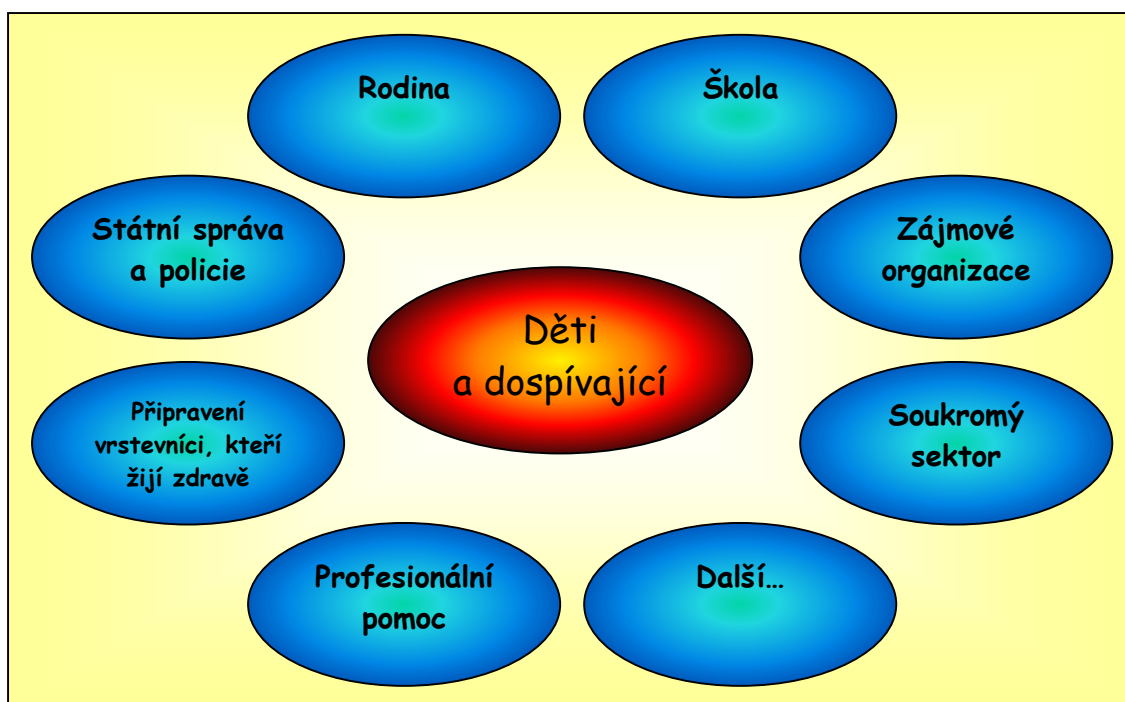 Rodina
Škola
Státní správa
a policie
Zájmové
organizace
Děti
a dospívající
Připravení
vrstevníci, kteří
žijí zdravě
Soukromý
sektor
Profesionální
pomoc
Další…